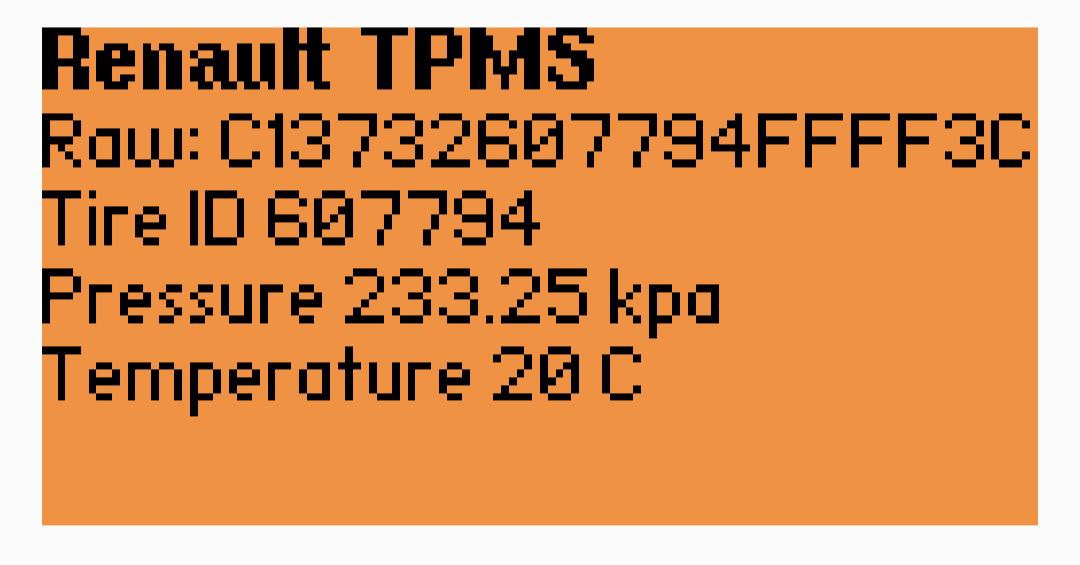 Renault TPMS
Raw: C13732607794FFFF3C
Tire ID 607794
Pressure 233.25 kpa
Temperature 20 C